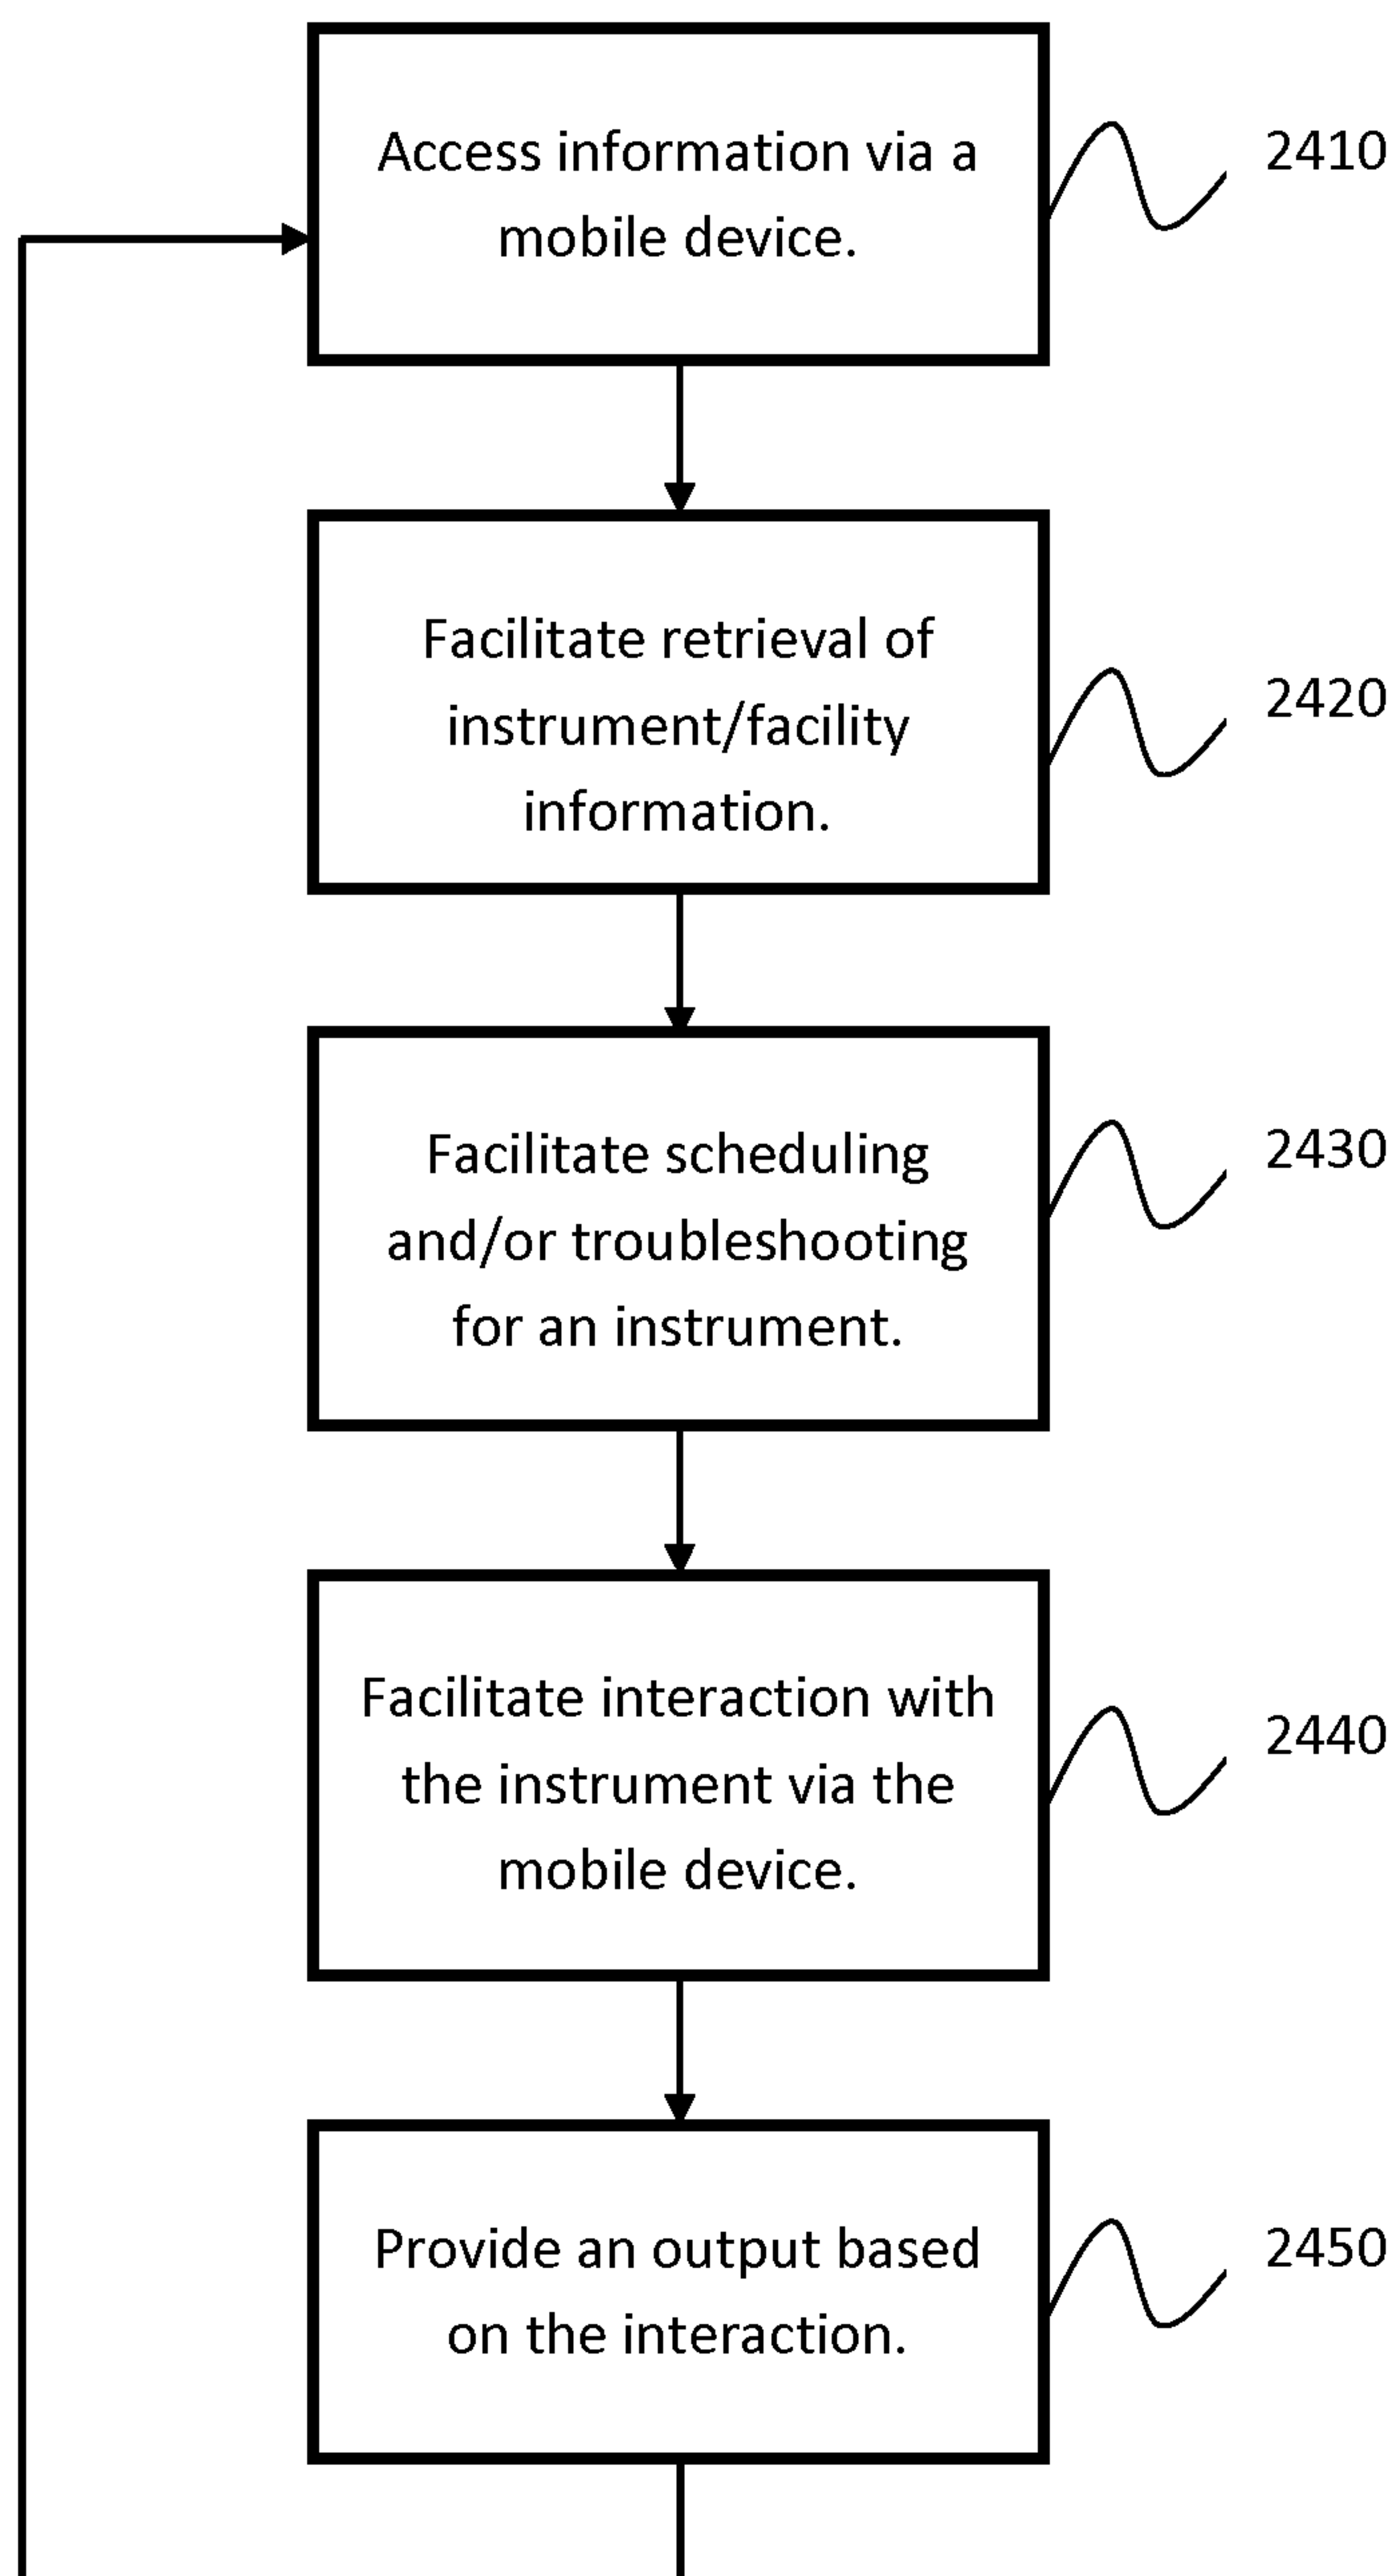 Access information via a
mobile device.
2410
Facilitate retrieval of
instrument/facility
information.
2420
Facilitate scheduling
and/or troubleshooting
for an instrument.
2430
Facilitate interaction with
the instrument via the
mobile device.
2440
Provide an output based
on the interaction.
2450